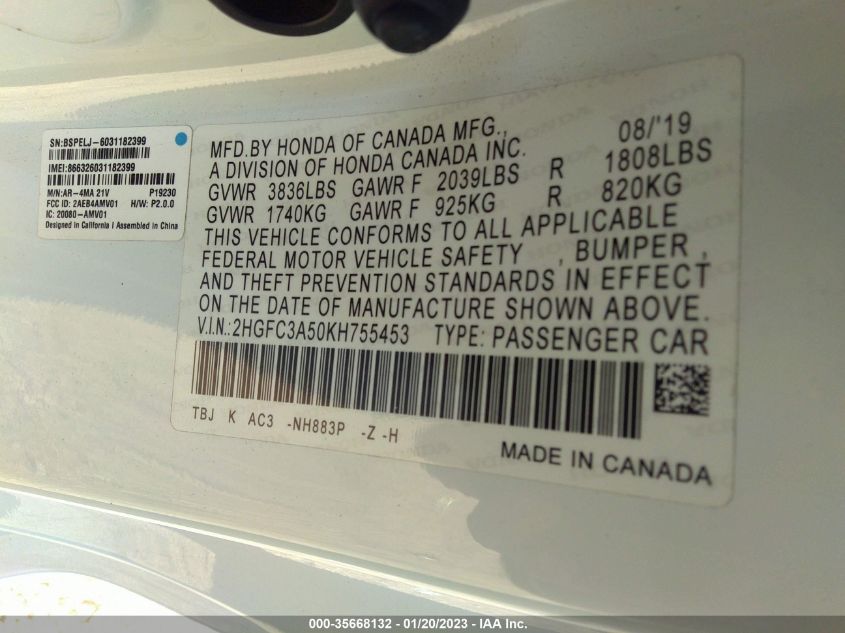 SN:BSPELJ-6031182399
IMEI:866326031182399
M/N:AR-4MA 21V P19230
FCC ID: 2AEB4AMV01 H/W: P2.0.0
IC: 20080-AMV01
Designed in California I Assembled in China
MFD.BY HONDA OF CANADA MFG., 08/'19
A DIVISION OF HONDA CANADA INC.
GVWR 3836LBS GAWR F 2039LBS R 1808LBS
GVWR 1740KG GAWR F 925KG R 820KG
THIS VEHICLE CONFORMS TO ALL APPLICABLE
FEDERAL MOTOR VEHICLE SAFETY , BUMPER ,
AND THEFT PREVENTION STANDARDS IN EFFECT
ON THE DATE OF MANUFACTURE SHOWN ABOVE.
V.I.N.:2HGFC3A50KH755453 TYPE: PASSENGER CAR
TBJ K AC3 -NH883P -Z -H
MADE IN CANADA
000-35668132 - 01/20/2023 - IAA Inc.